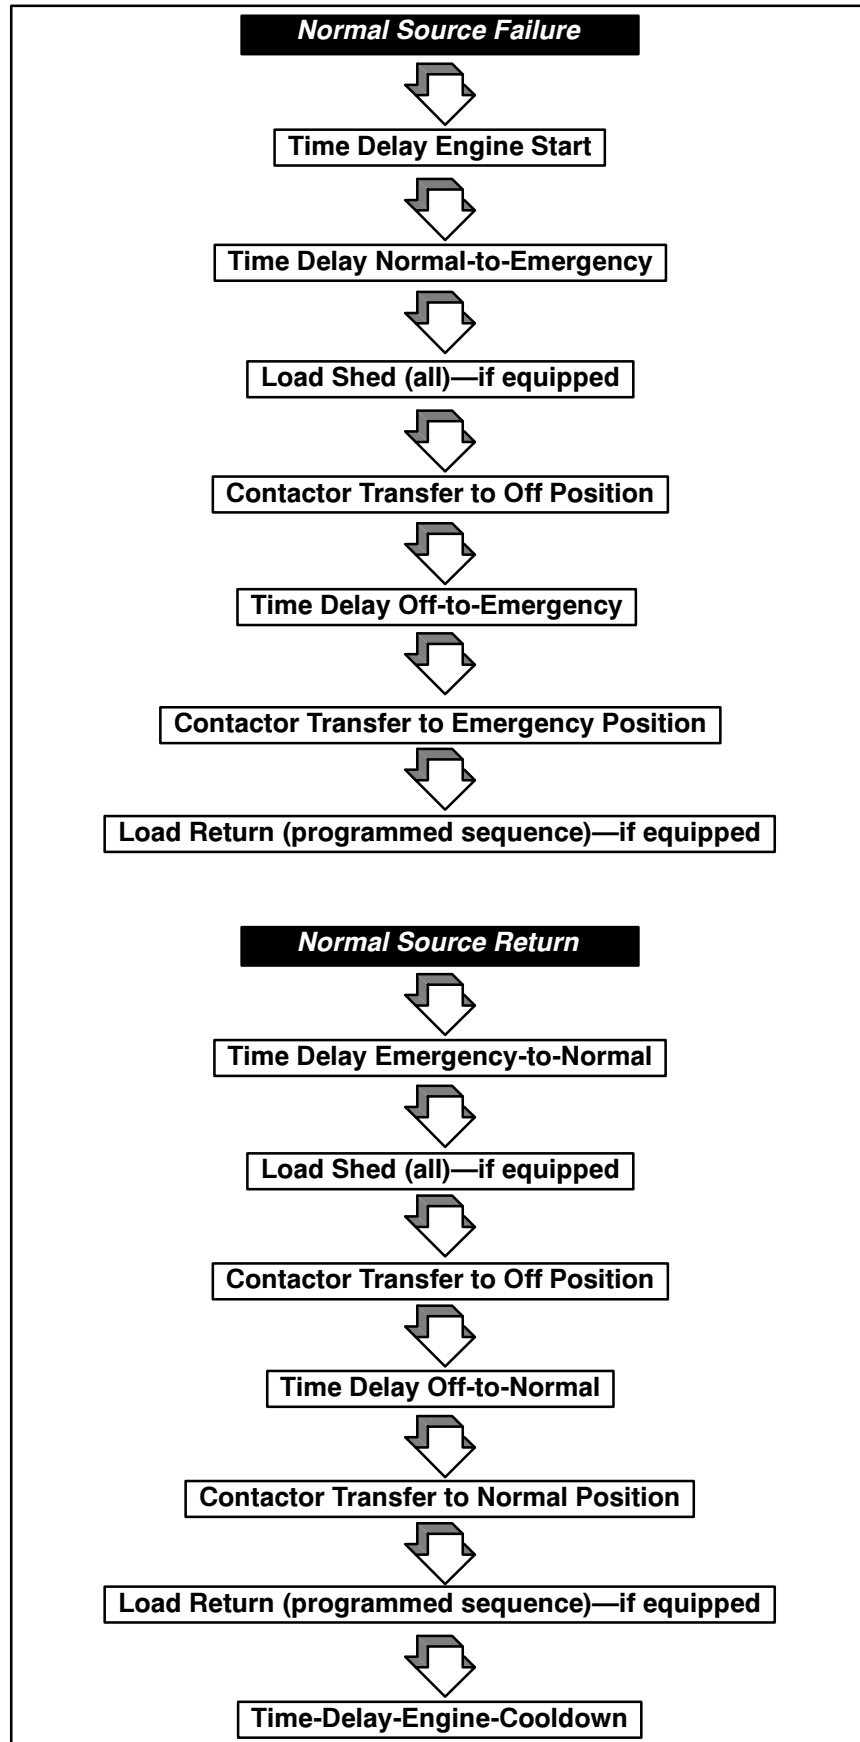 Normal Source Failure
Time Delay Engine Start
Time Delay Normal-to-Emergency
Load Shed (all)—if equipped
Contactor Transfer to Off Position
Time Delay Off-to-Emergency
Contactor Transfer to Emergency Position
Load Return (programmed sequence)—if equipped
Normal Source Return
Time Delay Emergency-to-Normal
Load Shed (all)—if equipped
Contactor Transfer to Off Position
Time Delay Off-to-Normal
Contactor Transfer to Normal Position
Load Return (programmed sequence)—if equipped
Time-Delay-Engine-Cooldown